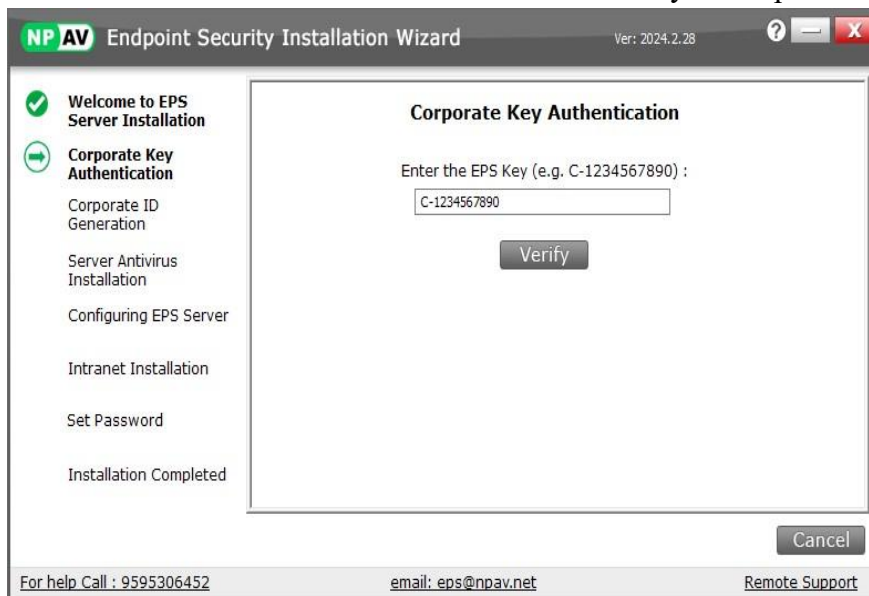 NP AV Endpoint Security Installation Wizard Ver: 2024.2.28 ? — X
Welcome to EPS
Server Installation
Corporate Key
Authentication
Corporate ID
Generation
Server Antivirus
Installation
Configuring EPS Server
Intranet Installation
Set Password
Installation Completed
Corporate Key Authentication
Enter the EPS Key (e.g. C-1234567890) :
C-1234567890
Verify
Cancel
For help Call : 9595306452 email: eps@npav.net Remote Support